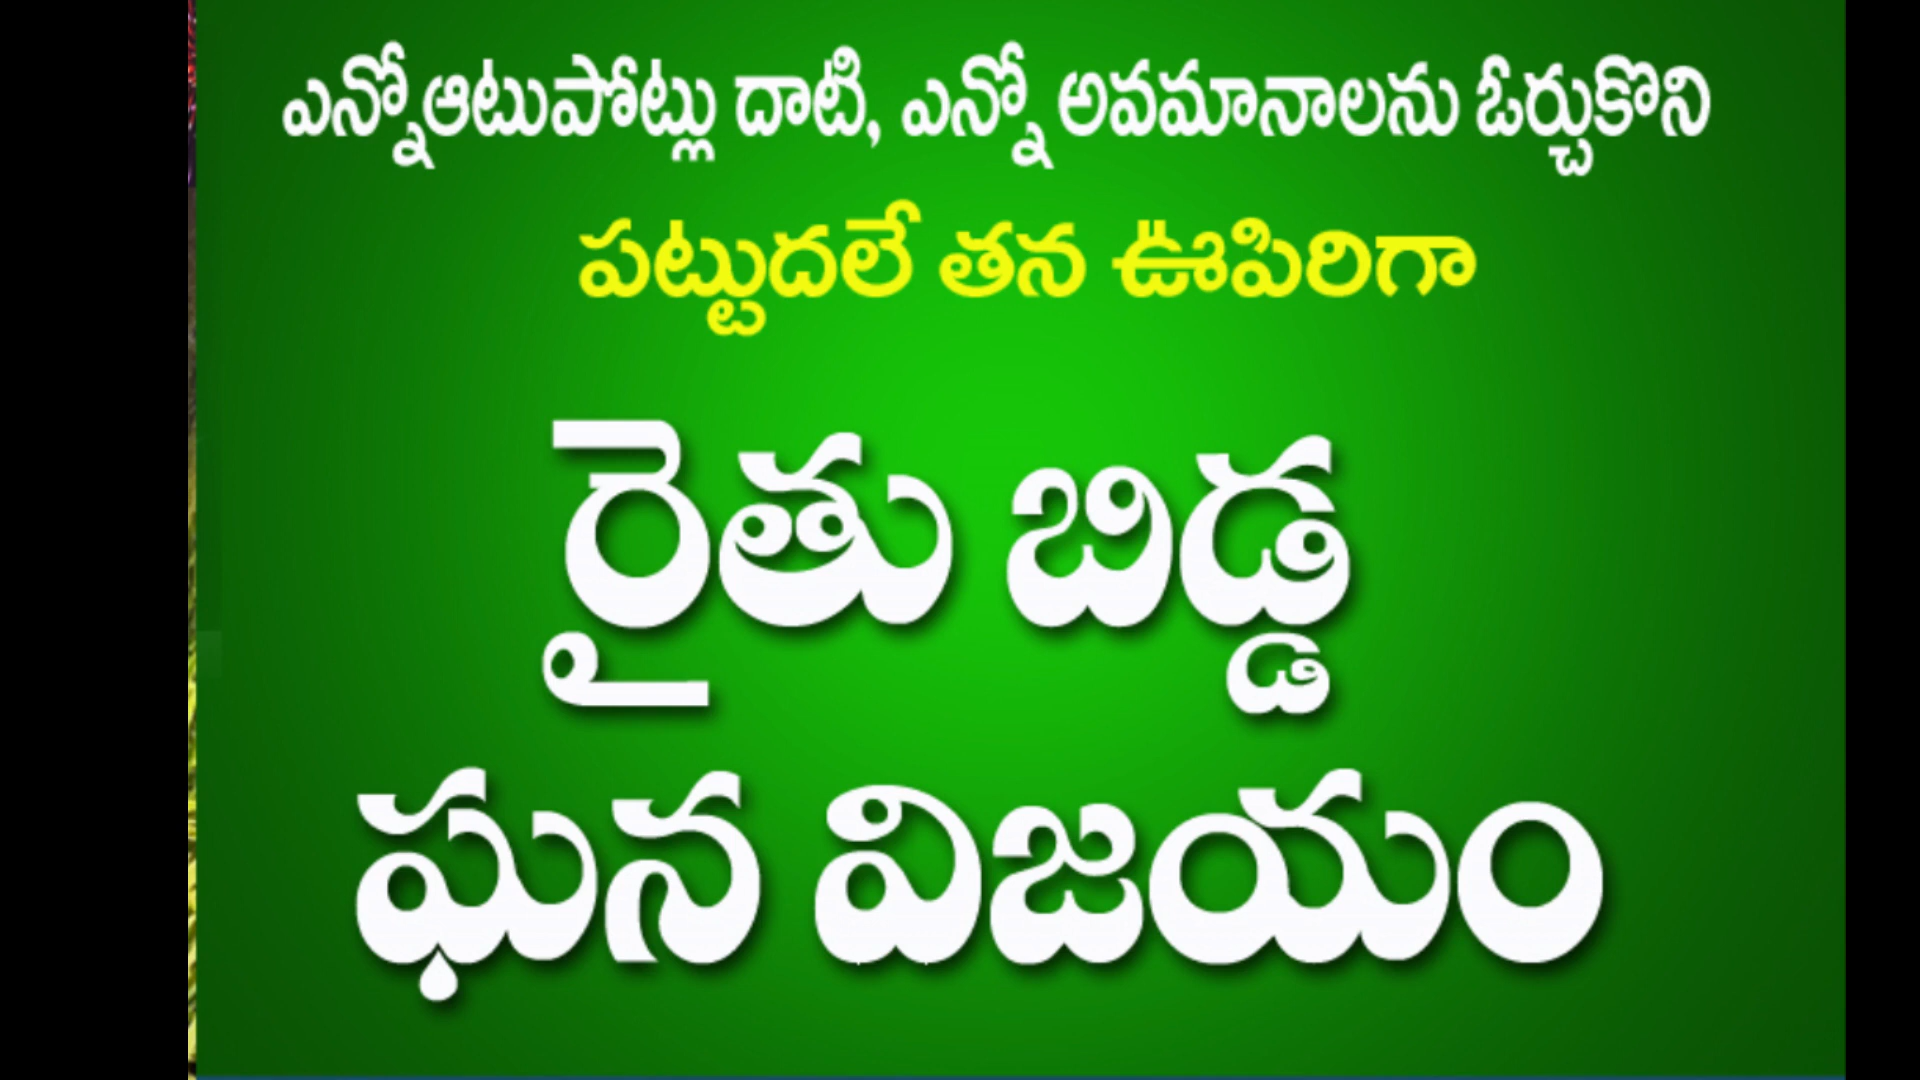 ఎన్నోఆటుపోట్లు దాటి, ఎన్నో అవమానాలను ఓర్చుకొని
పట్టుదలే తన ఊపిరిగా
రైతు బిడ్డ
ఘన విజయం